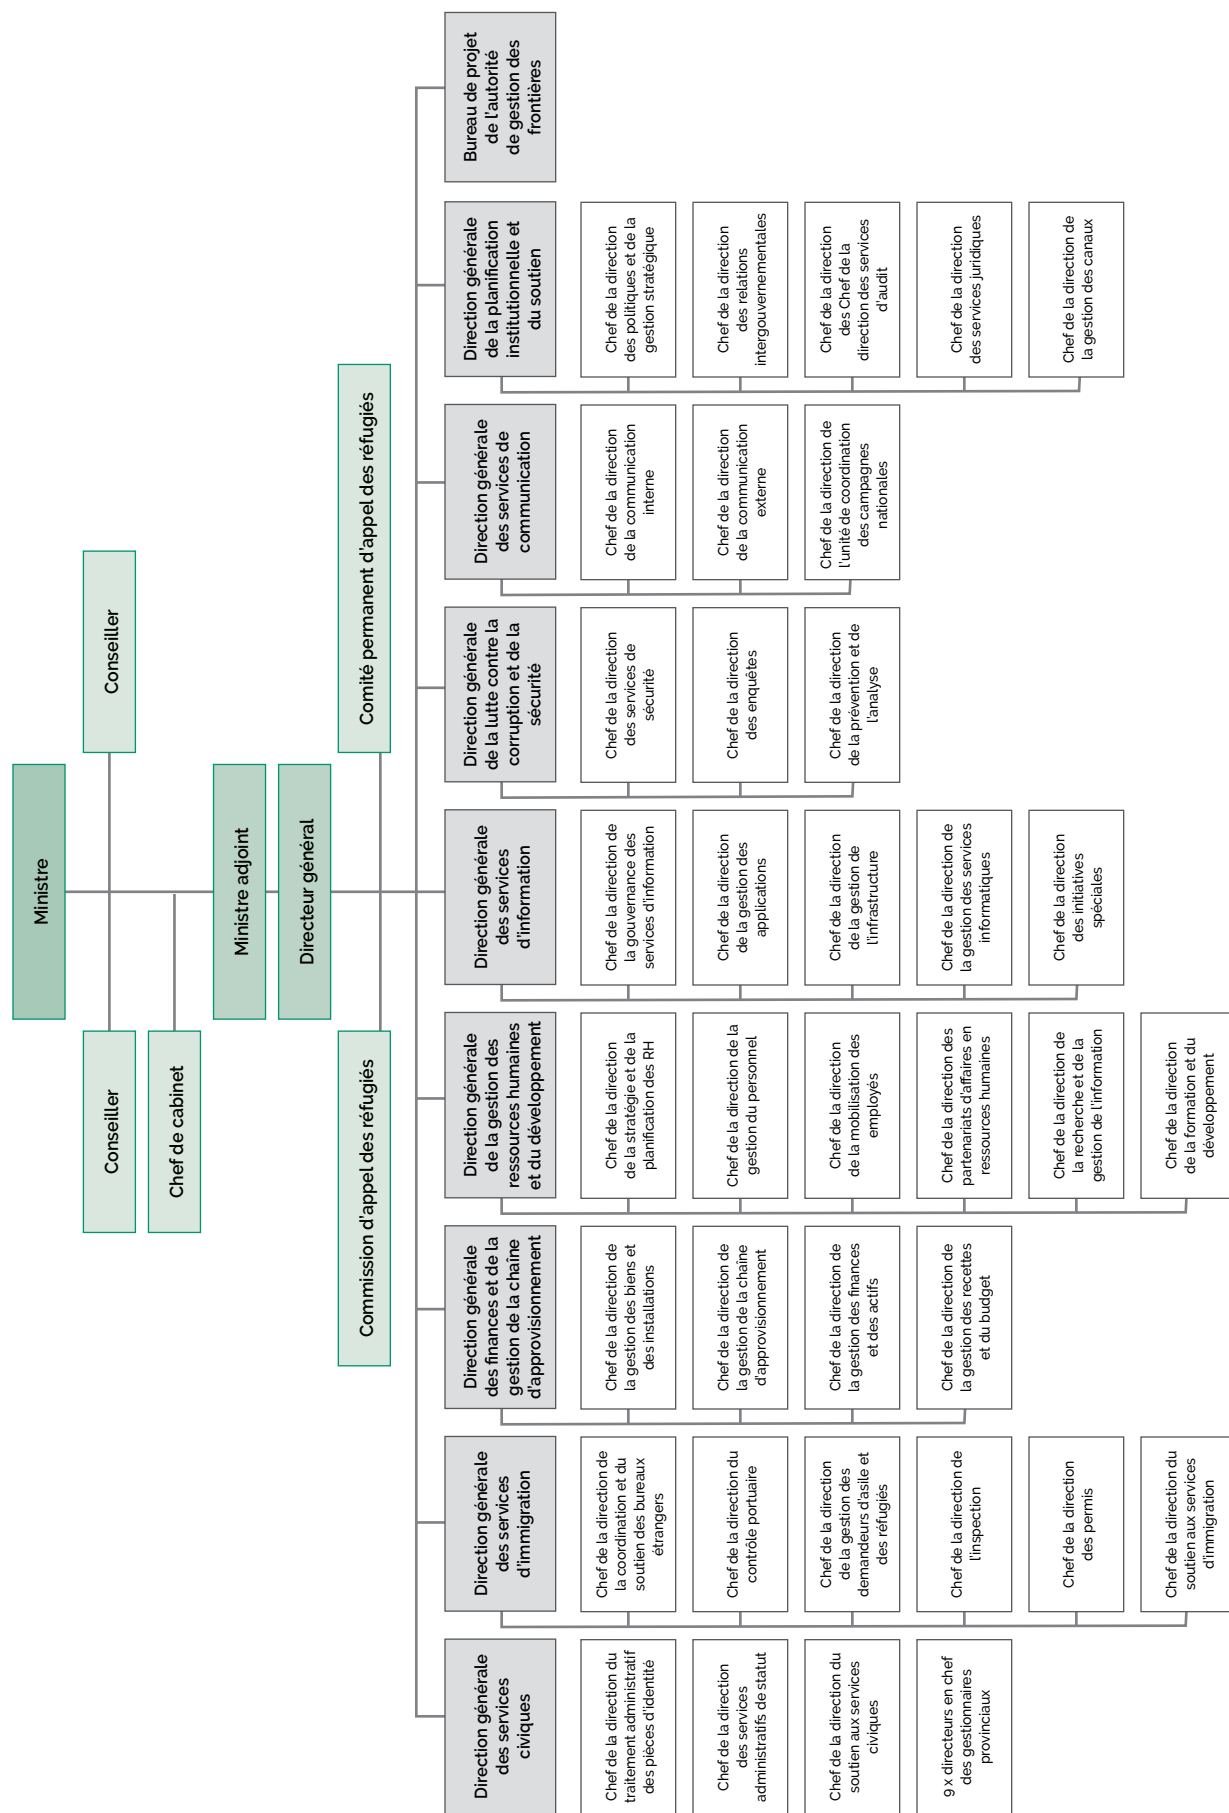 Ministre
Conseiller
Conseiller
Chef de cabinet
Ministre adjoint
Directeur général
Commission d'appel des réfugiés
Comité permanent d'appel des réfugiés
Direction générale
des services
civiques
Chef de la direction du
traitement administratif
des pièces d'identité
Chef de la direction
des services
administratifs de statut
Chef de la direction du
soutien aux services
civiques
9 x directeurs en chef
des gestionnaires
provinciaux
Direction générale
des services
d'immigration
Chef de la direction de
la coordination et du
soutien des bureaux
étrangers
Chef de la direction du
contrôle portuaire
Chef de la direction
de la gestion des
demandeurs d'asile et
des réfugiés
Chef de la direction de
l'inspection
Chef de la direction
des permis
Chef de la direction du
soutien aux services
d'immigration
Direction générale
des finances et de la
gestion de la chaîne
d'approvisionnement
Chef de la direction de
la gestion des biens et
des installations
Chef de la direction de
la gestion de la chaîne
d'approvisionnement
Chef de la direction de
la gestion des finances
et des actifs
Chef de la direction de
la gestion des recettes
et du budget
Direction générale
de la gestion des
ressources humaines
et du développement
Chef de la direction
de la stratégie et de la
planification des RH
Chef de la direction de la
gestion du personnel
Chef de la direction
de la mobilisation des
employés
Chef de la direction des
partenariats d'affaires en
ressources humaines
Chef de la direction de
la recherche et de la
gestion de l'information
Chef de la direction
de la formation et du
développement
Direction générale
des services
d'information
Chef de la direction de
la gouvernance des
services d'information
Chef de la direction
de la gestion des
applications
Chef de la direction
de la gestion de
l'infrastructure
Chef de la direction de
la gestion des services
informatiques
Chef de la direction
des initiatives
spéciales
Direction générale
de la lutte contre la
corruption et de la
sécurité
Chef de la direction
des services de
sécurité
Chef de la direction
des enquêtes
Chef de la direction
de la prévention et de
l'analyse
Direction générale
des services de
communication
Chef de la direction
de la communication
interne
Chef de la direction
de la communication
externe
Chef de la direction de
l'unité de coordination
des campagnes
nationales
Direction générale
de la planification
institutionnelle et
du soutien
Chef de la direction
des politiques et de la
gestion stratégique
Chef de la direction
des relations
intergouvernementales
Chef de la direction
des Chef de la
direction des services
d'audit
Chef de la direction
des services juridiques
Chef de la direction de
la gestion des canaux
Bureau de projet
de l'autorité
de gestion des
frontières